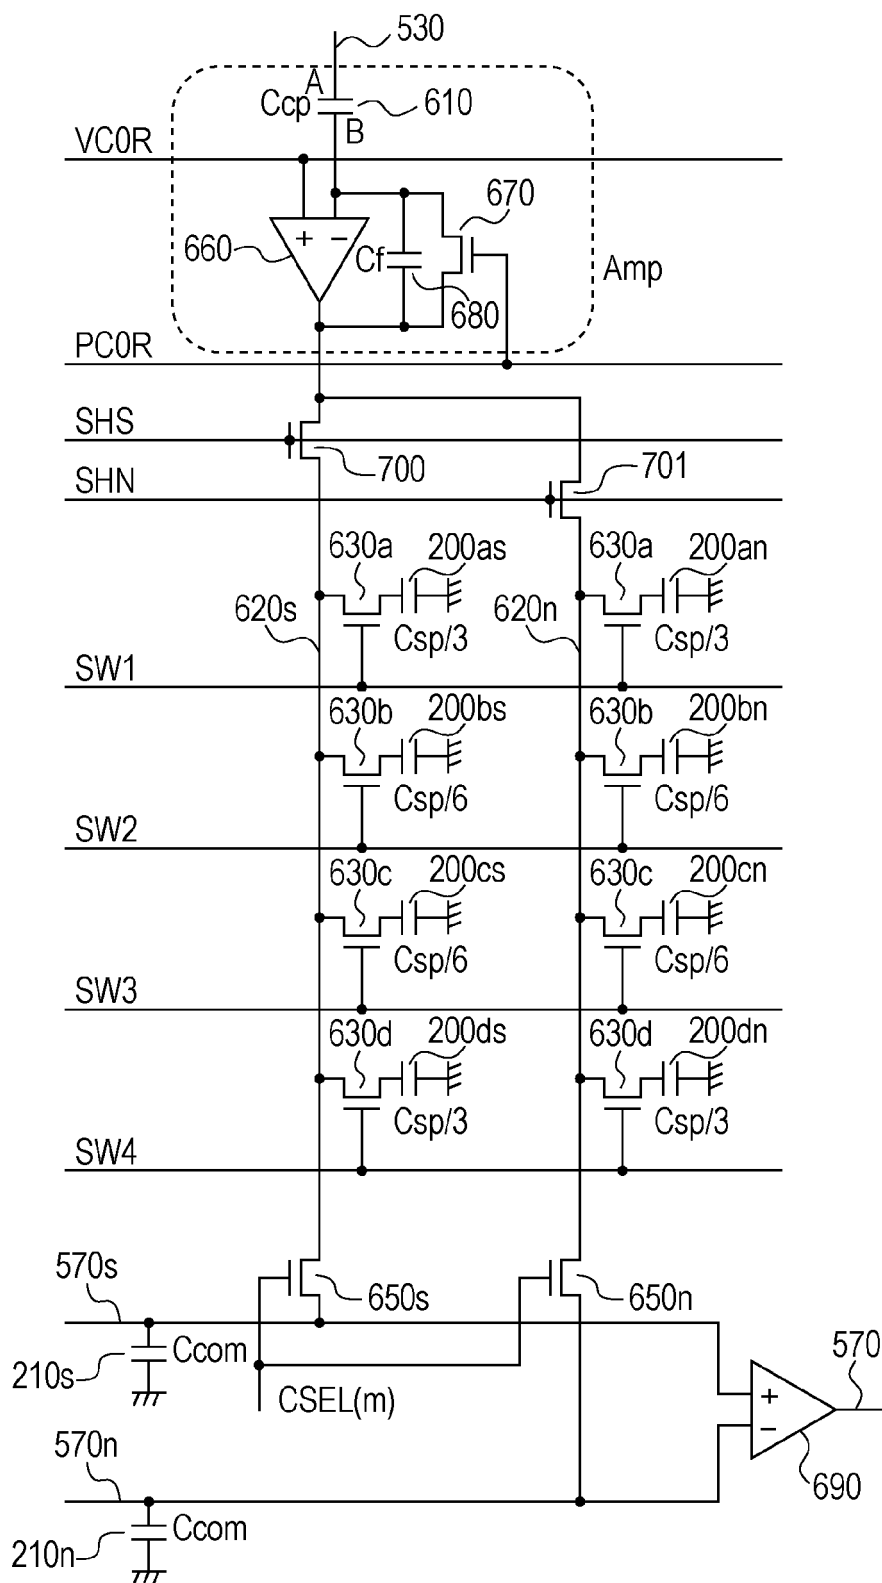 530
A
Ccp
610
B
VC0R
670
+ −
660
Cf
Amp
680
PC0R
SHS
700
701
SHN
630a 200as 630a 200an
620s 620n
Csp/3 Csp/3
SW1
630b 200bs 630b 200bn
Csp/6 Csp/6
SW2
630c 200cs 630c 200cn
Csp/6 Csp/6
SW3
630d 200ds 630d 200dn
Csp/3 Csp/3
SW4
570s
650s 650n
Ccom
210s
570
CSEL(m)
+
−
570n
690
Ccom
210n